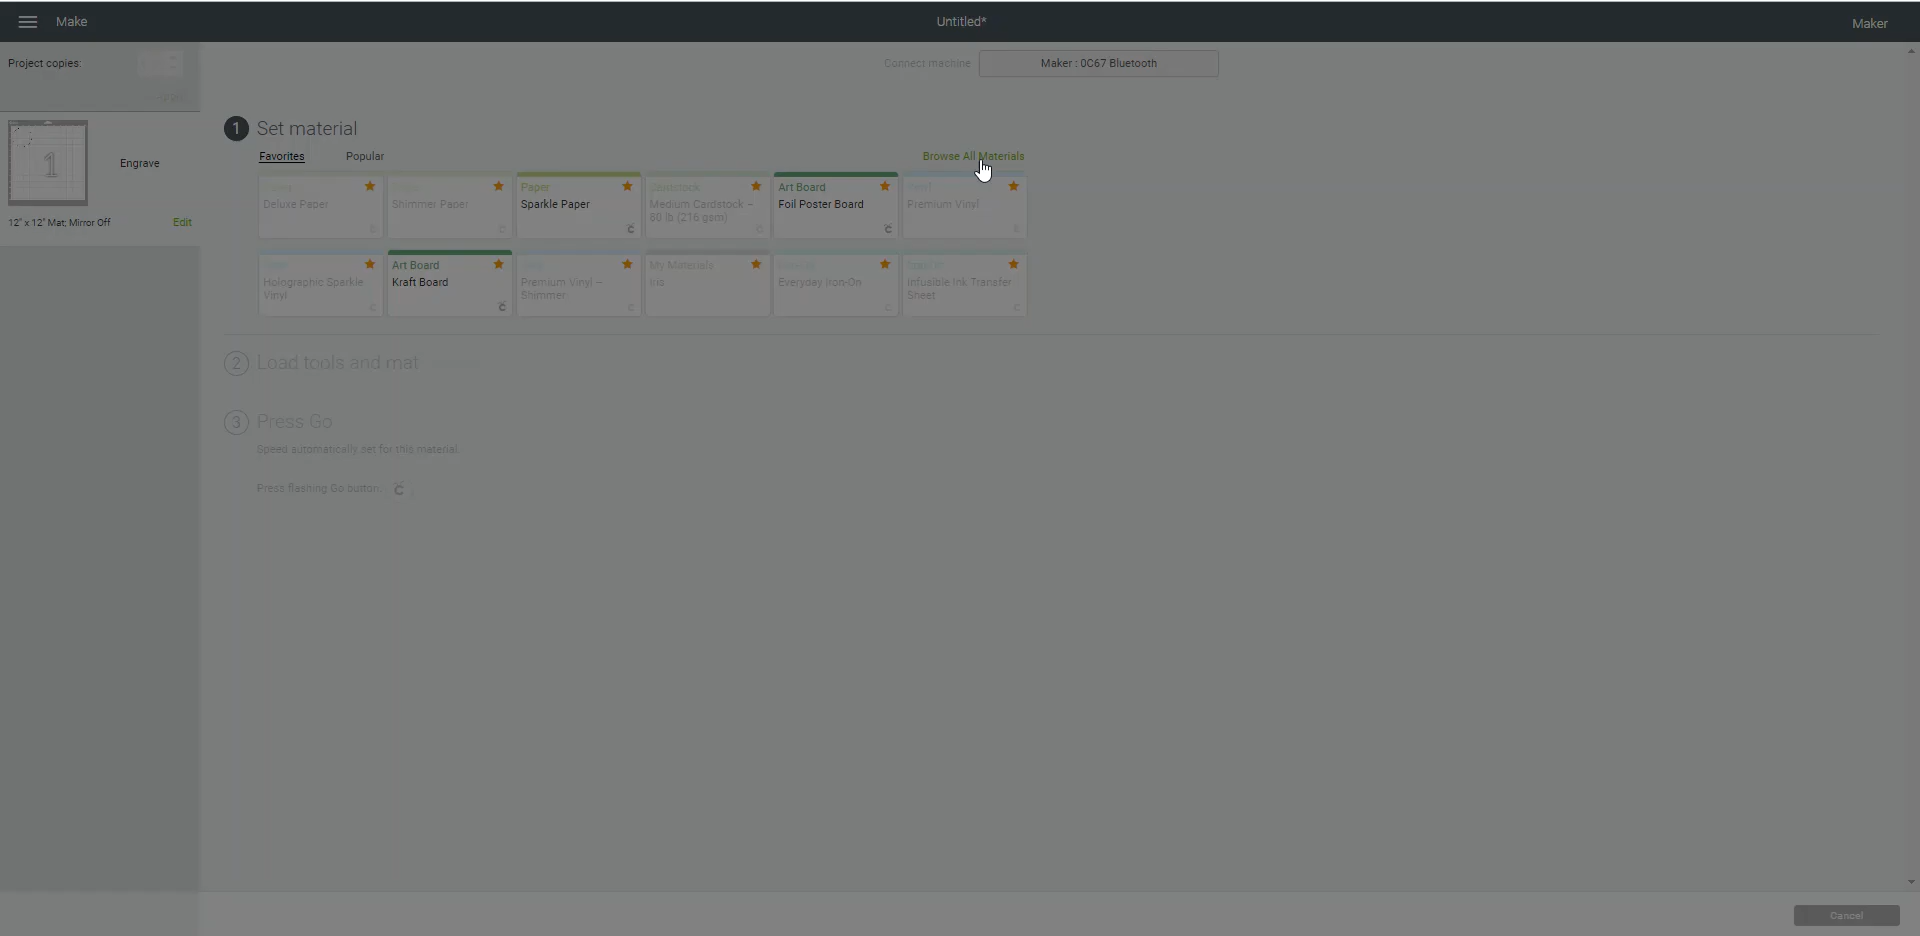 Make
Untitled*
Maker
Project copies:
Connect machine
Maker : 0C67 Bluetooth
1 Set material
Favorites
Popular
Browse All Materials
Deluxe Paper
Shimmer Paper
Paper
Sparkle Paper
Cardstock
Medium Cardstock –
80 lb (216 gsm)
Art Board
Foil Poster Board
Vinyl
Premium Vinyl
Holographic Sparkle
Vinyl
Art Board
Kraft Board
Premium Vinyl –
Shimmer
My Materials
Iris
Everyday Iron-On
Infusible Ink Transfer
Sheet
1
Engrave
12" x 12" Mat; Mirror Off
Edit
2 Load tools and mat
3 Press Go
Speed automatically set for this material.
Press flashing Go button.
Cancel